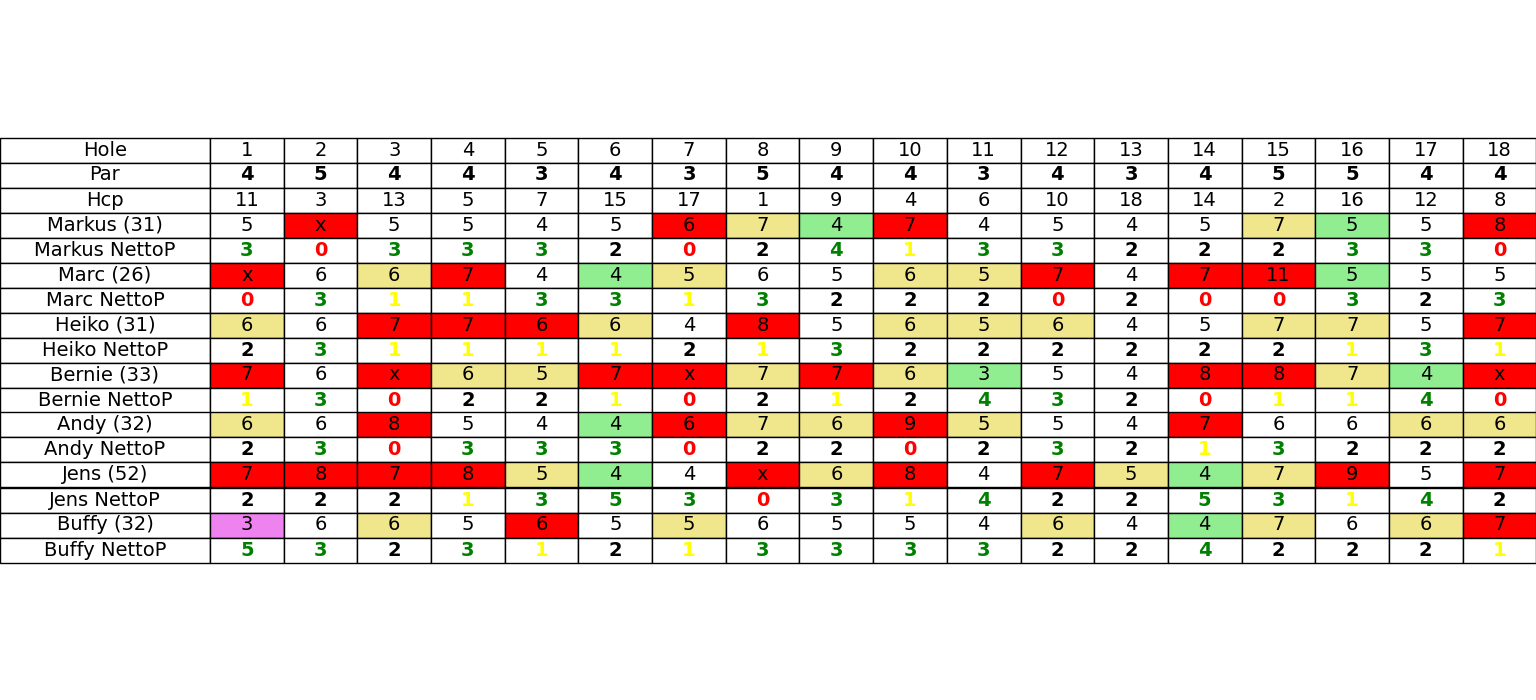 Hole 1 2 3 4 5 6 7 8 9 10 11 12 13 14 15 16 17 18
Par 4 5 4 4 3 4 3 5 4 4 3 4 3 4 5 5 4 4
Hcp 11 3 13 5 7 15 17 1 9 4 6 10 18 14 2 16 12 8
Markus (31) 5 x 5 5 4 5 6 7 4 7 4 5 4 5 7 5 5 8
Markus NettoP 3 0 3 3 3 2 0 2 4 1 3 3 2 2 2 3 3 0
Marc (26) x 6 6 7 4 4 5 6 5 6 5 7 4 7 11 5 5 5
Marc NettoP 0 3 1 1 3 3 1 3 2 2 2 0 2 0 0 3 2 3
Heiko (31) 6 6 7 7 6 6 4 8 5 6 5 6 4 5 7 7 5 7
Heiko NettoP 2 3 1 1 1 1 2 1 3 2 2 2 2 2 2 1 3 1
Bernie (33) 7 6 x 6 5 7 x 7 7 6 3 5 4 8 8 7 4 x
Bernie NettoP 1 3 0 2 2 1 0 2 1 2 4 3 2 0 1 1 4 0
Andy (32) 6 6 8 5 4 4 6 7 6 9 5 5 4 7 6 6 6 6
Andy NettoP 2 3 0 3 3 3 0 2 2 0 2 3 2 1 3 2 2 2
Jens (52) 7 8 7 8 5 4 4 x 6 8 4 7 5 4 7 9 5 7
Jens NettoP 2 2 2 1 3 5 3 0 3 1 4 2 2 5 3 1 4 2
Buffy (32) 3 6 6 5 6 5 5 6 5 5 4 6 4 4 7 6 6 7
Buffy NettoP 5 3 2 3 1 2 1 3 3 3 3 2 2 4 2 2 2 1